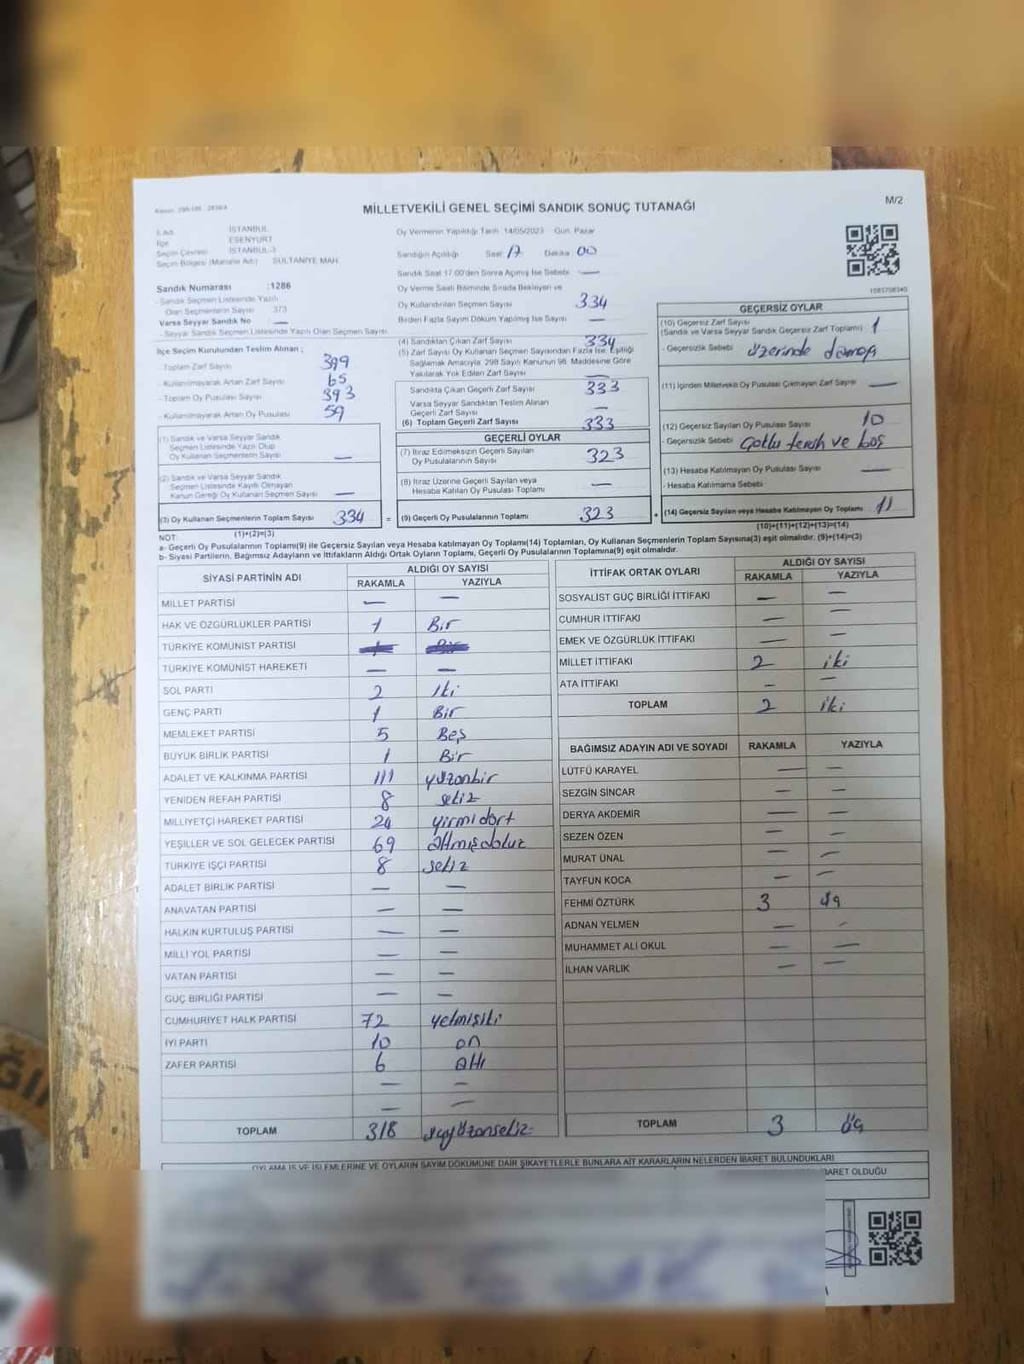 M/2
MİLLETVEKİLİ GENEL SEÇİMİ SANDIK SONUÇ TUTANAĞI
İl Adı İSTANBUL
İlçe ESENYURT
Seçim Çevresi İSTANBUL-3
Seçim Bölgesi (Mahalle Adı) SULTANİYE MAH.
Sandık Numarası :1286
- Sandık Seçmen Listesinde Yazılı
Olan Seçmenlerin Sayısı 373
Varsa Seyyar Sandık No —
- Seyyar Sandık Seçmen Listesinde Yazılı Olan Seçmen Sayısı
İlçe Seçim Kurulundan Teslim Alınan ;
- Toplam Zarf Sayısı 399
- Kullanılmayarak Artan Zarf Sayısı 65
- Toplam Oy Pusulası Sayısı 393
- Kullanılmayarak Artan Oy Pusulası 59
(1) Sandık ve Varsa Seyyar Sandık
Seçmen Listesinde Yazılı Olup
Oy Kullanan Seçmenlerin Sayısı —
(2) Sandık ve Varsa Seyyar Sandık
Seçmen Listesinde Kayıtlı Olmayan
Kanun Gereği Oy Kullanan Seçmen Sayısı —
(3) Oy Kullanan Seçmenlerin Toplam Sayısı 334 =
(1)+(2)=(3)
Oy Vermenin Yapıldığı Tarih 14/05/2023 Gün Pazar
Sandığın Açıldığı Saat 17 Dakika 00
Sandık Saat 17:00'den Sonra Açılmış İse Sebebi —
Oy Verme Saati Bitiminde Sırada Bekleyen ve
Oy Kullandırılan Seçmen Sayısı 334
Birden Fazla Sayım Döküm Yapılmış İse Sayısı —
(4) Sandıktan Çıkan Zarf Sayısı 334
(5) Zarf Sayısı Oy Kullanan Seçmen Sayısından Fazla İse, Eşitliği
Sağlamak Amacıyla 298 Sayılı Kanunun 98. Maddesine Göre
Yakılarak Yok Edilen Zarf Sayısı —
Sandıkta Çıkan Geçerli Zarf Sayısı 333
Varsa Seyyar Sandıktan Teslim Alınan
Geçerli Zarf Sayısı —
(6) Toplam Geçerli Zarf Sayısı 333
GEÇERLİ OYLAR
(7) İtiraz Edilmeksizin Geçerli Sayılan
Oy Pusulalarının Sayısı 323
(8) İtiraz Üzerine Geçerli Sayılan veya
Hesaba Katılan Oy Pusulası Toplamı —
(9) Geçerli Oy Pusulalarının Toplamı 323 +
1083708340
GEÇERSİZ OYLAR
(10) Geçersiz Zarf Sayısı
(Sandık ve Varsa Seyyar Sandık Geçersiz Zarf Toplamı) 1
- Geçersizlik Sebebi üzerinde damga
(11) İçinden Milletvekili Oy Pusulası Çıkmayan Zarf Sayısı —
(12) Geçersiz Sayılan Oy Pusulası Sayısı 10
- Geçersizlik Sebebi Çoklu tercih ve boş
(13) Hesaba Katılmayan Oy Pusulası Sayısı —
- Hesaba Katılmama Sebebi
(14) Geçersiz Sayılan veya Hesaba Katılmayan Oy Toplamı 11
(10)+(11)+(12)+(13)=(14)
NOT:
a- Geçerli Oy Pusulalarının Toplamı(9) ile Geçersiz Sayılan veya Hesaba katılmayan Oy Toplamı(14) Toplamları, Oy Kullanan Seçmenlerin Toplam Sayısına(3) eşit olmalıdır. (9)+(14)=(3)
b- Siyasi Partilerin, Bağımsız Adayların ve İttifakların Aldığı Ortak Oyların Toplamı, Geçerli Oy Pusulalarının Toplamına(9) eşit olmalıdır.
SİYASİ PARTİNİN ADI ALDIĞI OY SAYISI
RAKAMLA YAZIYLA
MİLLET PARTİSİ — —
HAK VE ÖZGÜRLÜKLER PARTİSİ 1 Bir
TÜRKİYE KOMÜNİST PARTİSİ
TÜRKİYE KOMÜNİST HAREKETİ — —
SOL PARTİ 2 İki
GENÇ PARTİ 1 Bir
MEMLEKET PARTİSİ 5 Beş
BÜYÜK BİRLİK PARTİSİ 1 Bir
ADALET VE KALKINMA PARTİSİ 111 yüzonbir
YENİDEN REFAH PARTİSİ 8 sekiz
MİLLİYETÇİ HAREKET PARTİSİ 24 yirmidört
YEŞİLLER VE SOL GELECEK PARTİSİ 69 altmışdokuz
TÜRKİYE İŞÇİ PARTİSİ 8 sekiz
ADALET BİRLİK PARTİSİ — —
ANAVATAN PARTİSİ — —
HALKIN KURTULUŞ PARTİSİ — —
MİLLİ YOL PARTİSİ — —
VATAN PARTİSİ — —
GÜÇ BİRLİĞİ PARTİSİ — —
CUMHURİYET HALK PARTİSİ 72 yetmişiki
İYİ PARTİ 10 on
ZAFER PARTİSİ 6 altı
— —
— —
TOPLAM 318 üçyüzonsekiz
İTTİFAK ORTAK OYLARI ALDIĞI OY SAYISI
RAKAMLA YAZIYLA
SOSYALİST GÜÇ BİRLİĞİ İTTİFAKI — —
CUMHUR İTTİFAKI — —
EMEK VE ÖZGÜRLÜK İTTİFAKI — —
MİLLET İTTİFAKI 2 iki
ATA İTTİFAKI — —
TOPLAM 2 iki
BAĞIMSIZ ADAYIN ADI VE SOYADI RAKAMLA YAZIYLA
LÜTFÜ KARAYEL — —
SEZGİN SİNCAR — —
DERYA AKDEMİR — —
SEZEN ÖZEN — —
MURAT ÜNAL — —
TAYFUN KOCA — —
FEHMİ ÖZTÜRK 3 üç
ADNAN YELMEN — —
MUHAMMET ALİ OKUL — —
İLHAN VARLIK — —
TOPLAM 3 üç
OYLAMA İŞ VE İŞLEMLERİNE VE OYLARIN SAYIM DÖKÜMÜNE DAİR ŞİKAYETLERLE BUNLARA AİT KARARLARIN NELERDEN İBARET BULUNDUKLARI
İBARET OLDUĞU